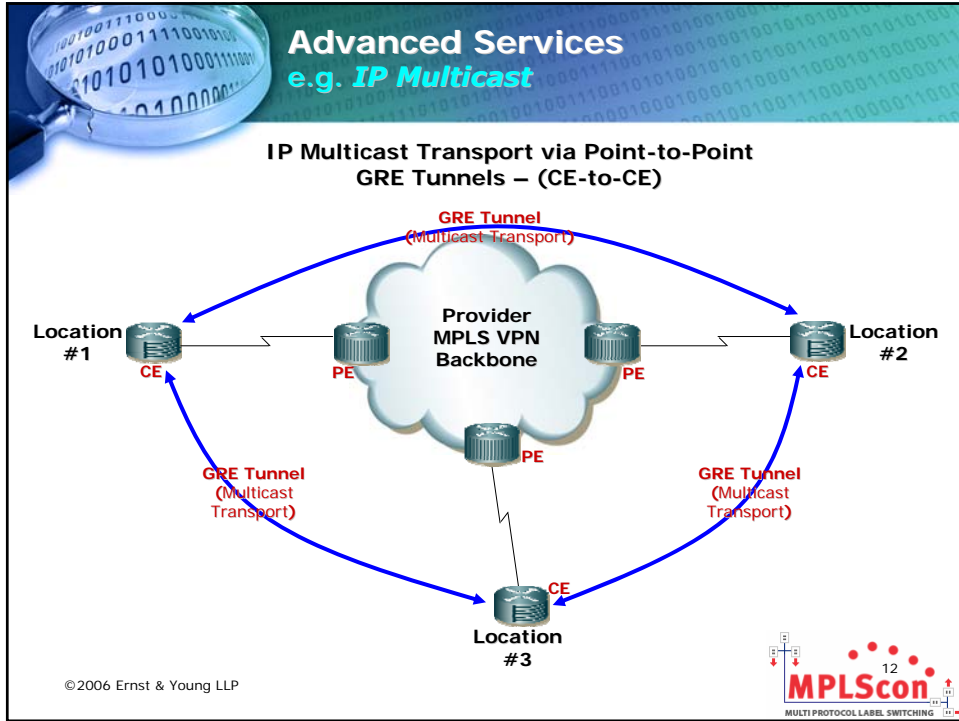 Advanced Services
e.g. IP Multicast
IP Multicast Transport via Point-to-Point
GRE Tunnels – (CE-to-CE)
GRE Tunnel
(Multicast Transport)
Provider
MPLS VPN
Backbone
Location
#1
CE
PE
PE
CE
Location
#2
PE
GRE Tunnel
(Multicast
Transport)
GRE Tunnel
(Multicast
Transport)
CE
Location
#3
©2006 Ernst & Young LLP
12
MPLScon
MULTI PROTOCOL LABEL SWITCHING